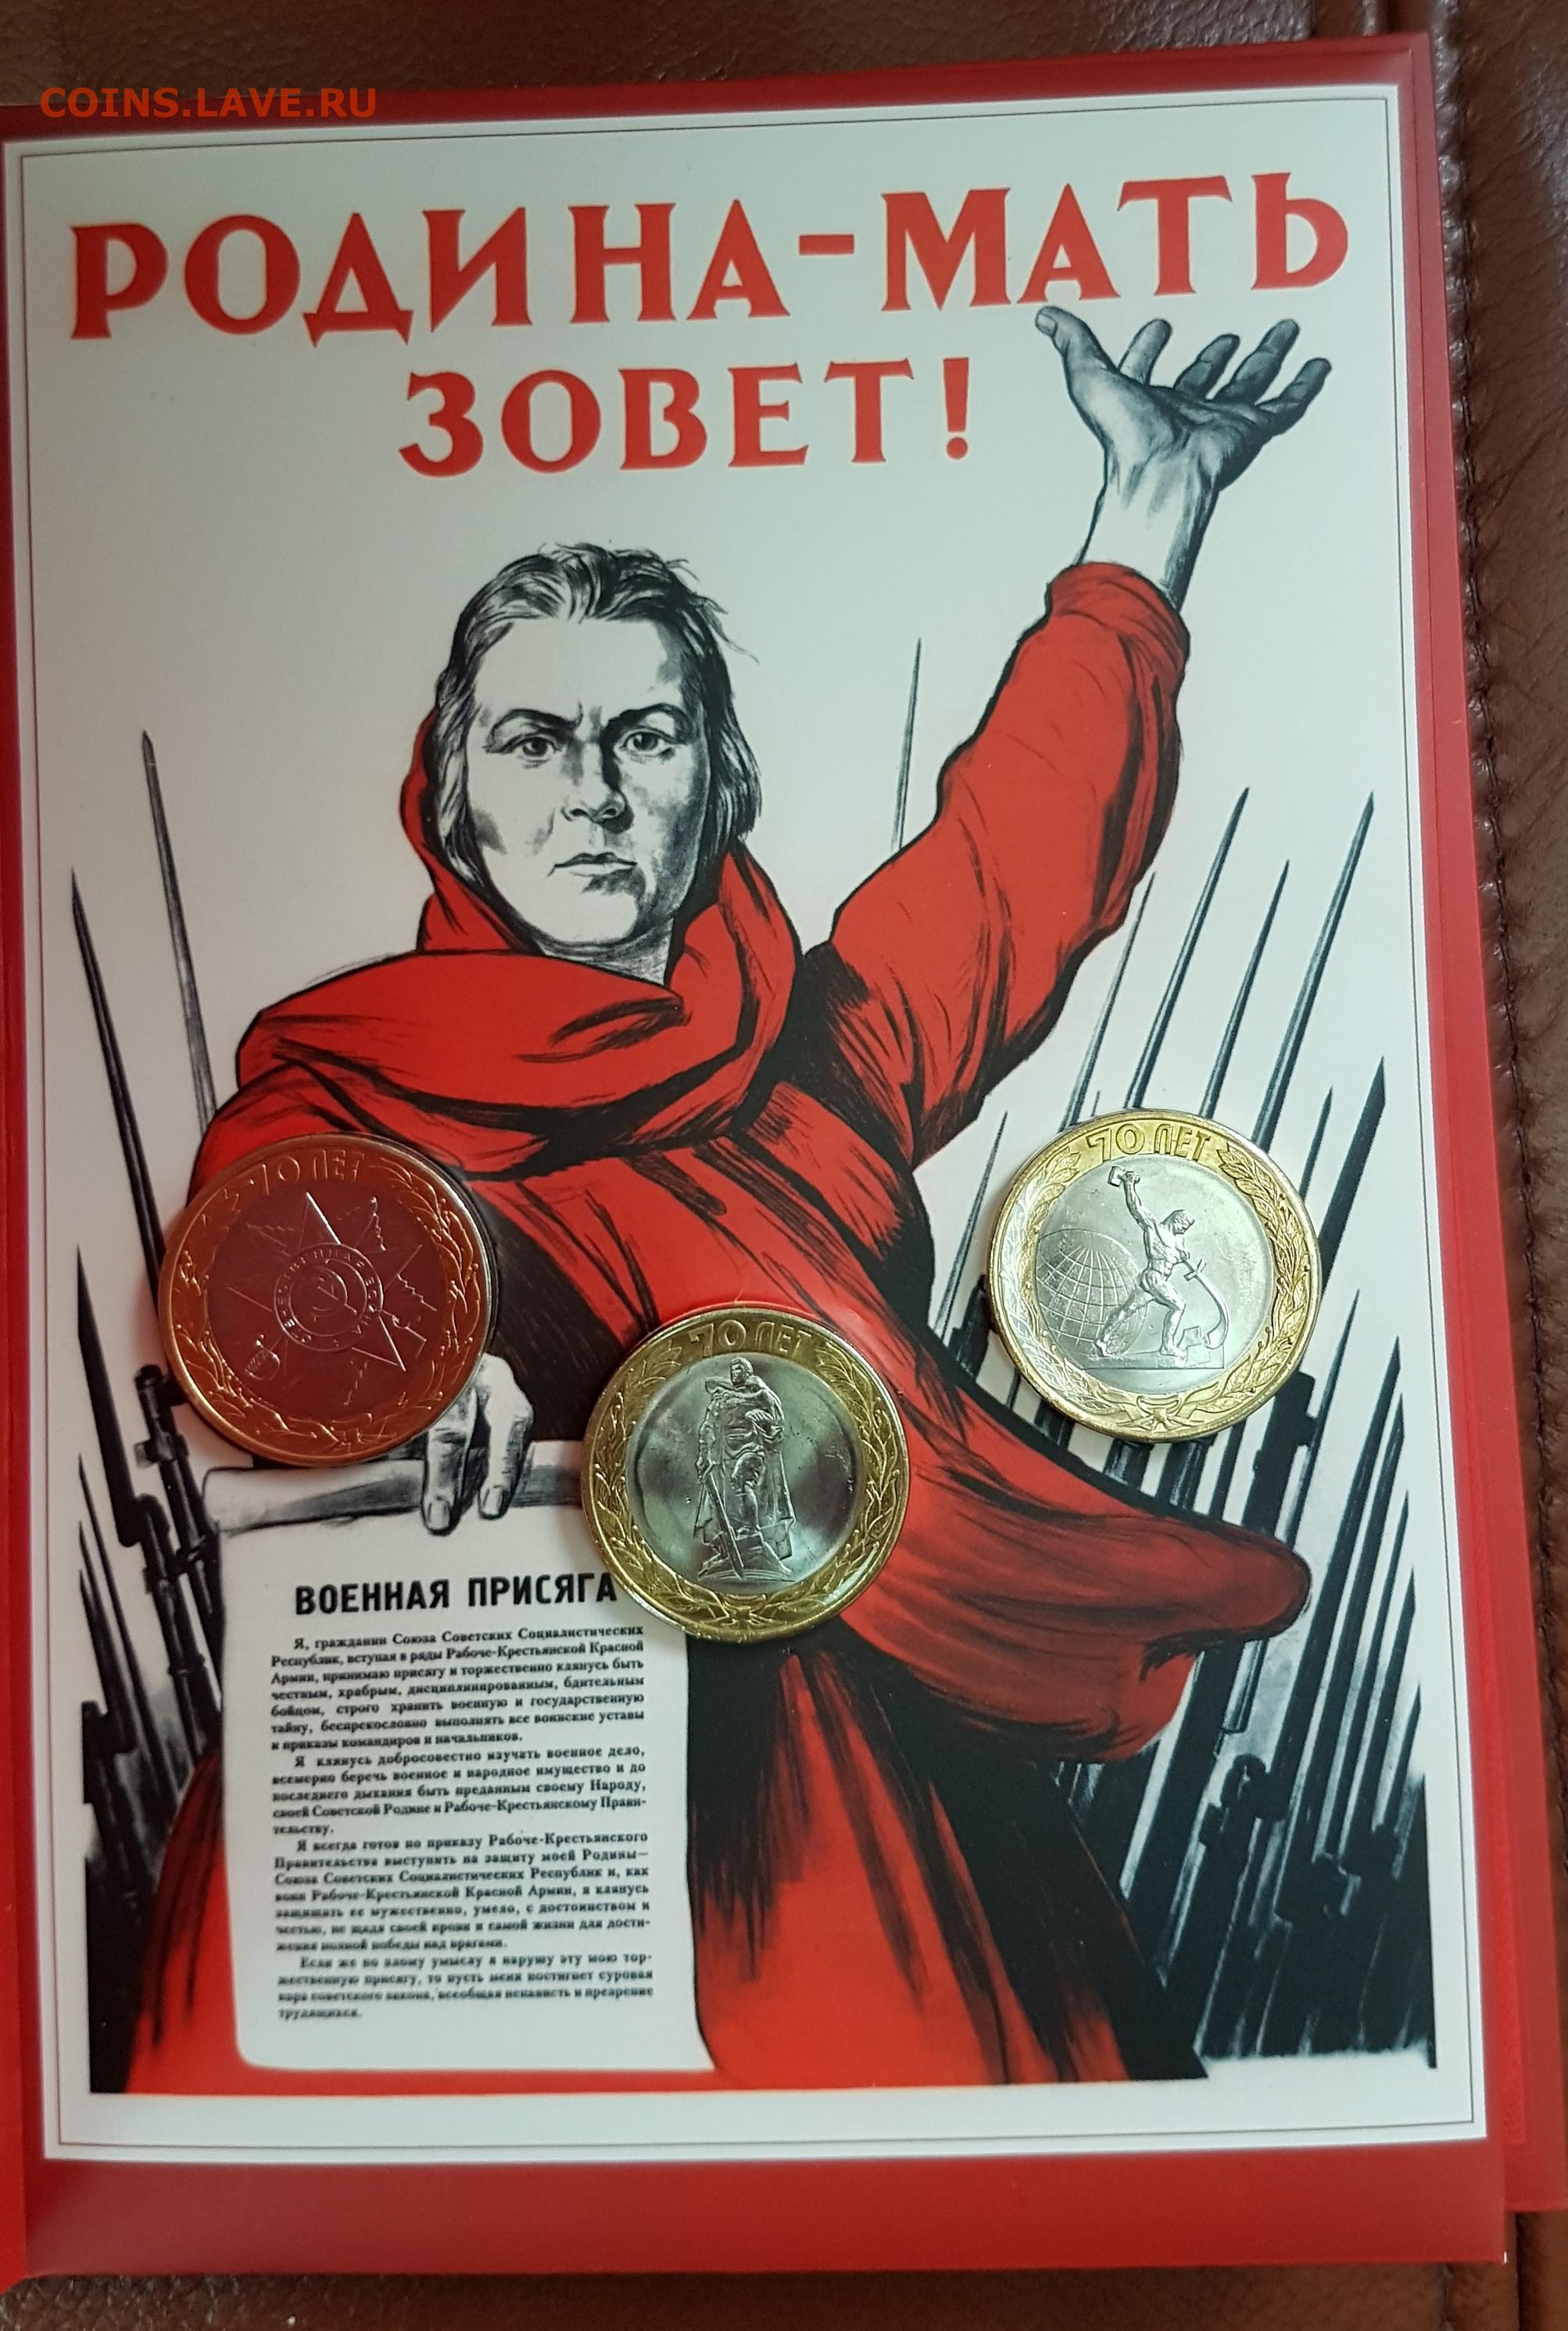 COINS.LAVE.RU
РОДИНА-МАТЬ
ЗОВЕТ!
70 ЛЕТ
70 ЛЕТ
70 ЛЕТ
ВОЕННАЯ ПРИСЯГА
Я, гражданин Союза Советских Социалистических
Республик, вступая в ряды Рабоче-Крестьянской Красной
Армии, принимаю присягу и торжественно клянусь быть
честным, храбрым, дисциплинированным, бдительным
бойцом, строго хранить военную и государственную
тайну, беспрекословно выполнять все воинские уставы
и приказы командиров и начальников.
Я клянусь добросовестно изучать военное дело,
всемерно беречь военное и народное имущество и до
последнего дыхания быть преданным своему Народу,
своей Советской Родине и Рабоче-Крестьянскому Прави-
тельству.
Я всегда готов по приказу Рабоче-Крестьянского
Правительства выступить на защиту моей Родины—
Союза Советских Социалистических Республик и, как
воин Рабоче-Крестьянской Красной Армии, я клянусь
защищать ее мужественно, умело, с достоинством и
честью, не щадя своей крови и самой жизни для дости-
жения полной победы над врагами.
Если же по злому умыслу я нарушу эту мою тор-
жественную присягу, то пусть меня постигнет суровая
кара советского закона, всеобщая ненависть и презрение
трудящихся.